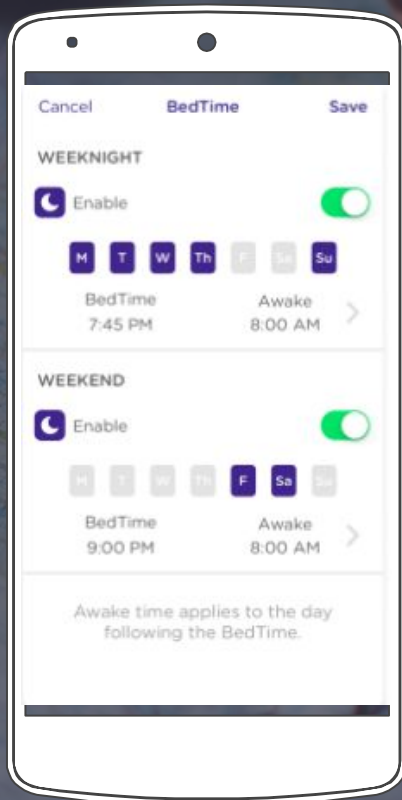 Cancel BedTime Save
WEEKNIGHT
Enable
M T W Th F Sa Su
BedTime Awake
7:45 PM 8:00 AM
WEEKEND
Enable
M T W Th F Sa Su
BedTime Awake
9:00 PM 8:00 AM
Awake time applies to the day
following the BedTime.